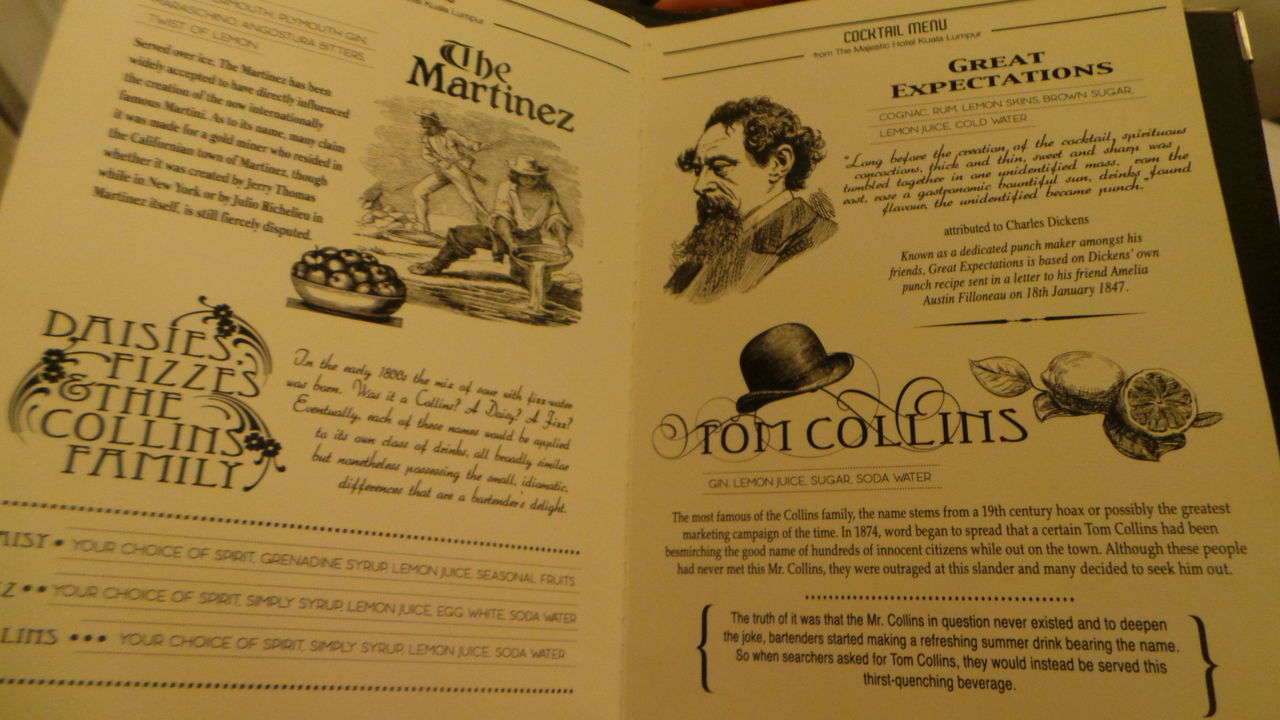 PLYMOUTH GIN,
MARASCHINO, ANGOSTURA BITTERS,
TWIST OF LEMON.
Served over ice. The Martinez has been
widely accepted to have directly influenced
the creation of the now internationally
famous Martini. As to its name, many claim
it was made for a gold miner who resided in
the Californian town of Martinez, though
whether it was created by Jerry Thomas
while in New York or by Julio Richelieu in
Martinez itself, is still fiercely disputed.
Kuala Lumpur
The
Martinez
DAISIES,
FIZZES
& THE
COLLINS
FAMILY
In the early 1800s the mix of sour with fizz-water
was born. Was it a Collins? A Daisy? A Fizz?
Eventually, each of these names would be applied
to its own class of drinks, all broadly similar
but nonetheless possessing the small, idiomatic,
differences that are a bartender's delight.
AISY • YOUR CHOICE OF SPIRIT, GRENADINE SYRUP, LEMON JUICE, SEASONAL FRUITS
Z •• YOUR CHOICE OF SPIRIT, SIMPLY SYRUP, LEMON JUICE, EGG WHITE, SODA WATER
LLINS ••• YOUR CHOICE OF SPIRIT, SIMPLY SYRUP, LEMON JUICE, SODA WATER
COCKTAIL MENU
from The Majestic Hotel Kuala Lumpur
GREAT
EXPECTATIONS
COGNAC, RUM, LEMON SKINS, BROWN SUGAR,
LEMON JUICE, COLD WATER
"Long before the creation of the cocktail, spirituous
concoctions, thick and thin, sweet and sharp was
tumbled together in one unidentified mass. rom the
east, rose a gastronomic bountiful sun, drinks found
flavour, the unidentified became punch."
attributed to Charles Dickens
Known as a dedicated punch maker amongst his
friends, Great Expectations is based on Dickens' own
punch recipe sent in a letter to his friend Amelia
Austin Filloneau on 18th January 1847.
TOM COLLINS
GIN, LEMON JUICE, SUGAR, SODA WATER
The most famous of the Collins family, the name stems from a 19th century hoax or possibly the greatest
marketing campaign of the time. In 1874, word began to spread that a certain Tom Collins had been
besmirching the good name of hundreds of innocent citizens while out on the town. Although these people
had never met this Mr. Collins, they were outraged at this slander and many decided to seek him out.
The truth of it was that the Mr. Collins in question never existed and to deepen
the joke, bartenders started making a refreshing summer drink bearing the name.
So when searchers asked for Tom Collins, they would instead be served this
thirst-quenching beverage.